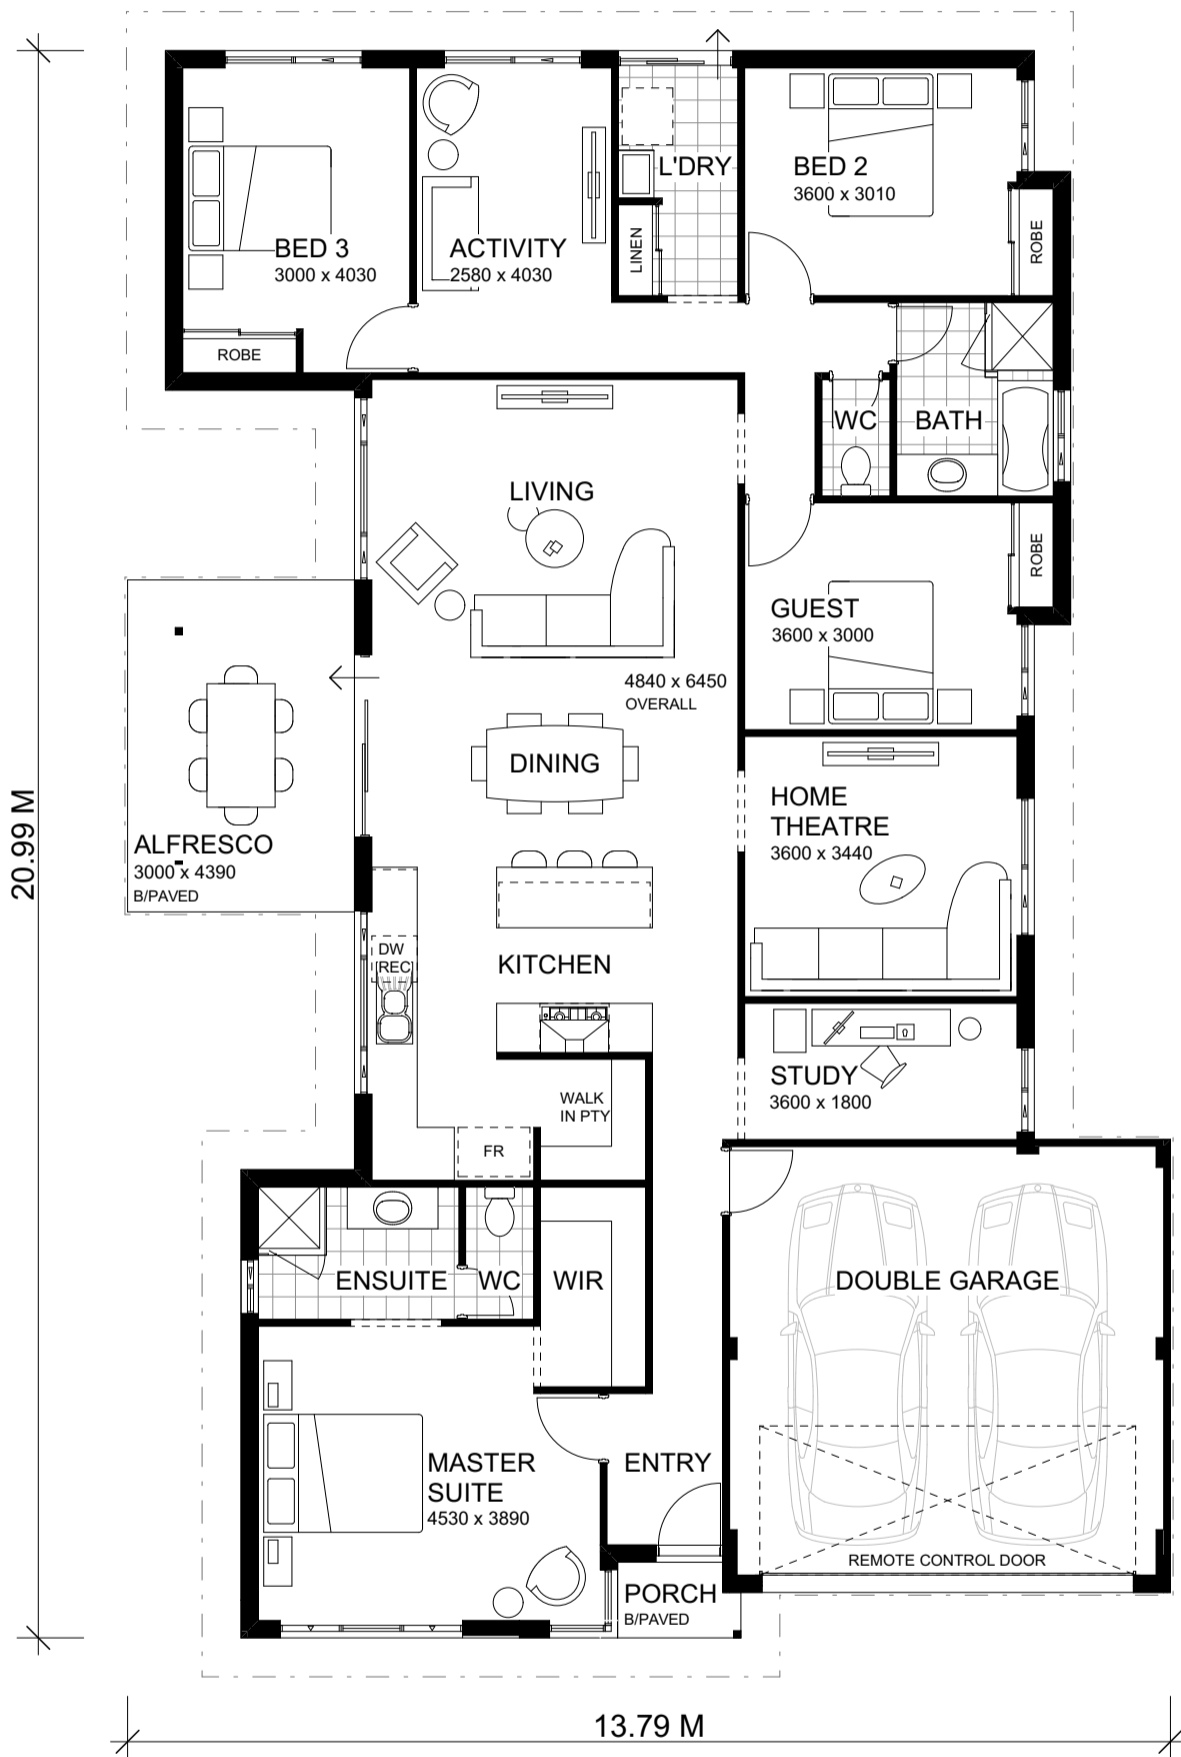 BED 3
3000 x 4030
ROBE
ACTIVITY
2580 x 4030
L'DRY
LINEN
BED 2
3600 x 3010
ROBE
WC
BATH
LIVING
ROBE
GUEST
3600 x 3000
4840 x 6450
OVERALL
DINING
HOME
THEATRE
3600 x 3440
ALFRESCO
3000 x 4390
B/PAVED
20.99 M
DW
REC
KITCHEN
STUDY
3600 x 1800
WALK
IN PTY
FR
ENSUITE
WC
WIR
DOUBLE GARAGE
MASTER
SUITE
4530 x 3890
ENTRY
REMOTE CONTROL DOOR
PORCH
B/PAVED
13.79 M